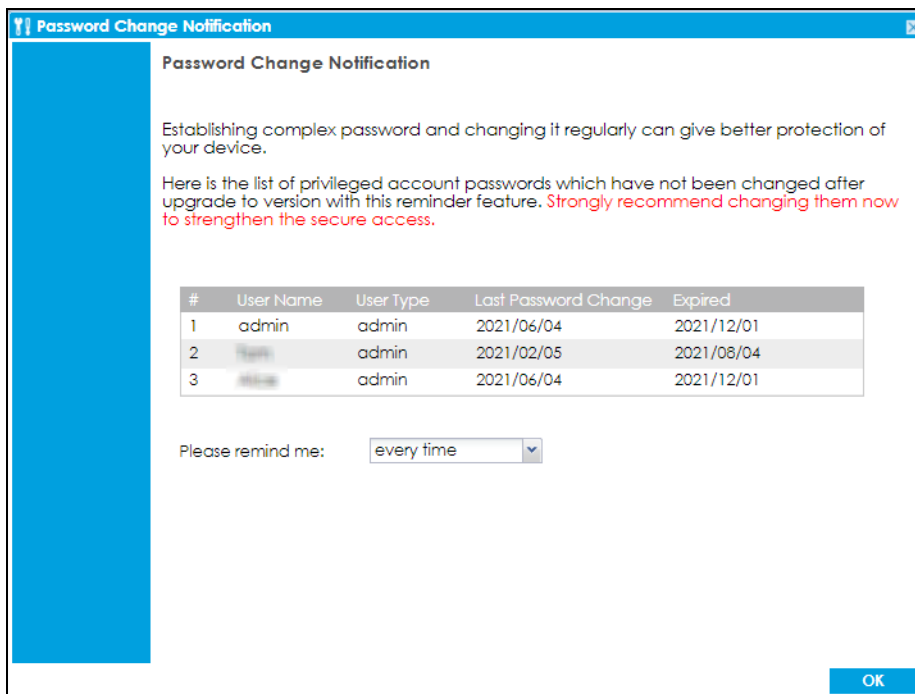 Password Change Notification
Password Change Notification
Establishing complex password and changing it regularly can give better protection of
your device.
Here is the list of privileged account passwords which have not been changed after
upgrade to version with this reminder feature. Strongly recommend changing them now
to strengthen the secure access.
# User Name User Type Last Password Change Expired
1 admin admin 2021/06/04 2021/12/01
2 admin 2021/02/05 2021/08/04
3 admin 2021/06/04 2021/12/01
Please remind me: every time
OK